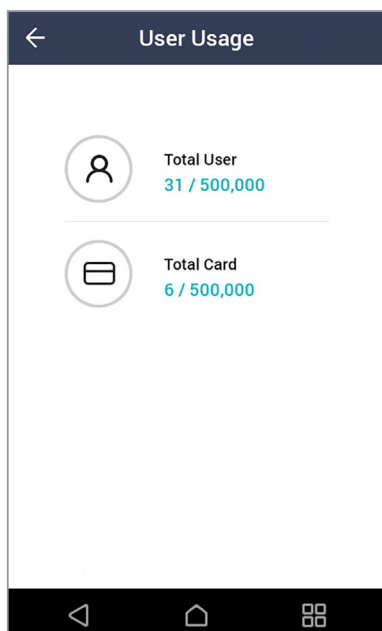 User Usage
Total User
31 / 500,000
Total Card
6 / 500,000